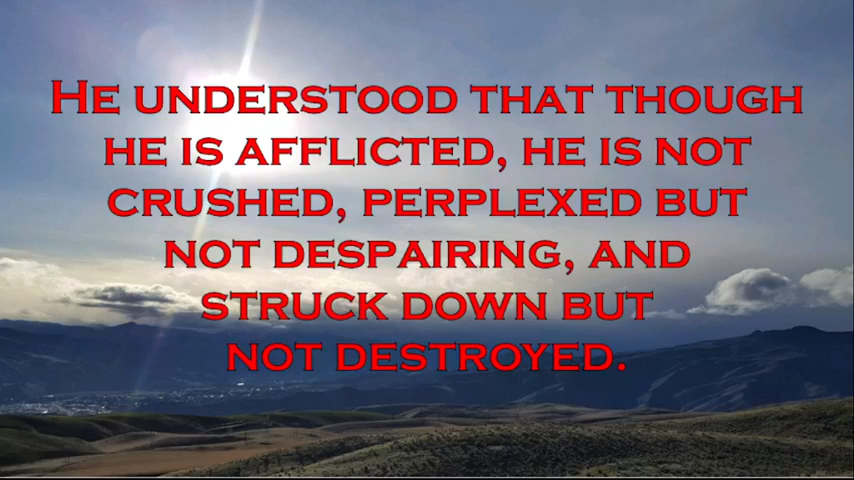 He understood that though
he is afflicted, he is not
crushed, perplexed but
not despairing, and
struck down but
not destroyed.